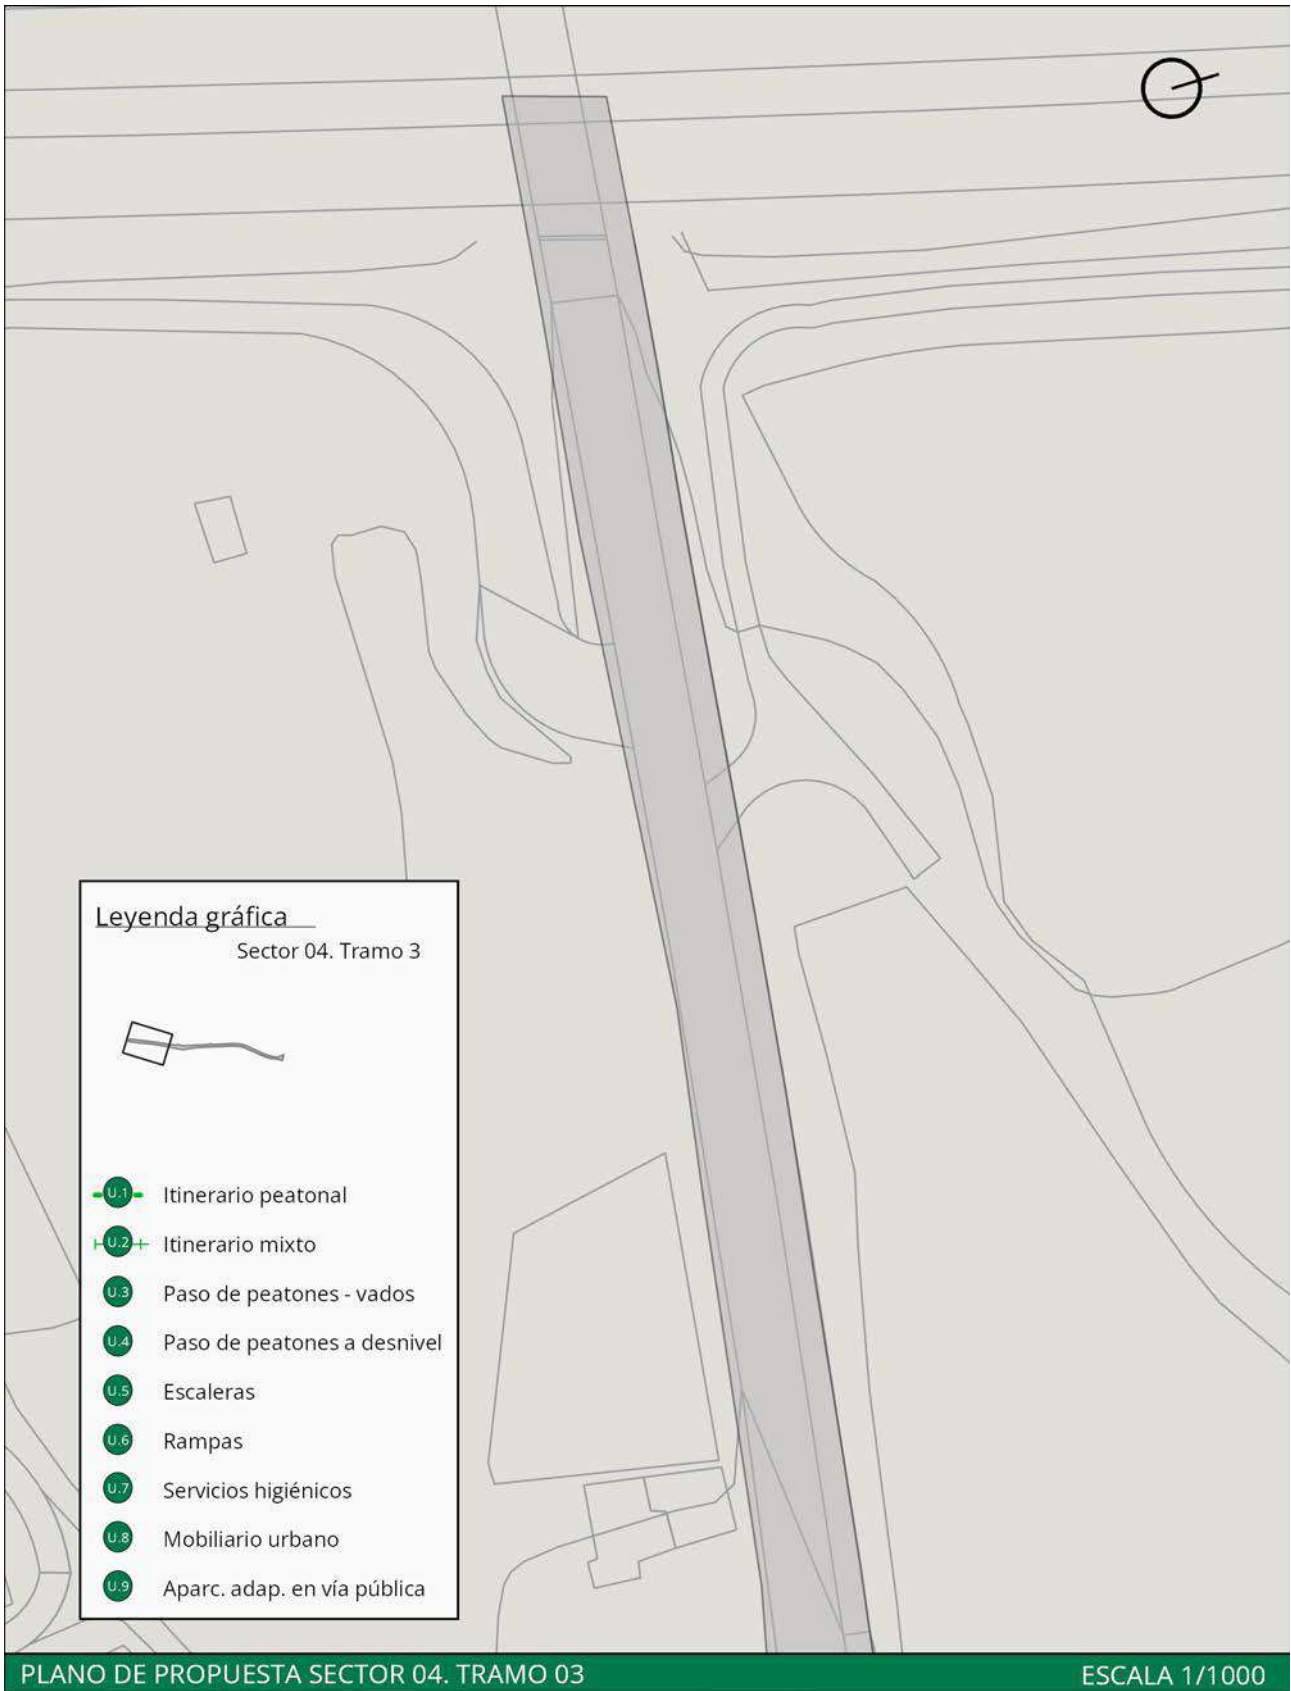 Leyenda gráfica
Sector 04. Tramo 3
U.1 Itinerario peatonal
U.2 Itinerario mixto
U.3 Paso de peatones - vados
U.4 Paso de peatones a desnivel
U.5 Escaleras
U.6 Rampas
U.7 Servicios higiénicos
U.8 Mobiliario urbano
U.9 Aparc. adap. en vía pública
PLANO DE PROPUESTA SECTOR 04. TRAMO 03 ESCALA 1/1000